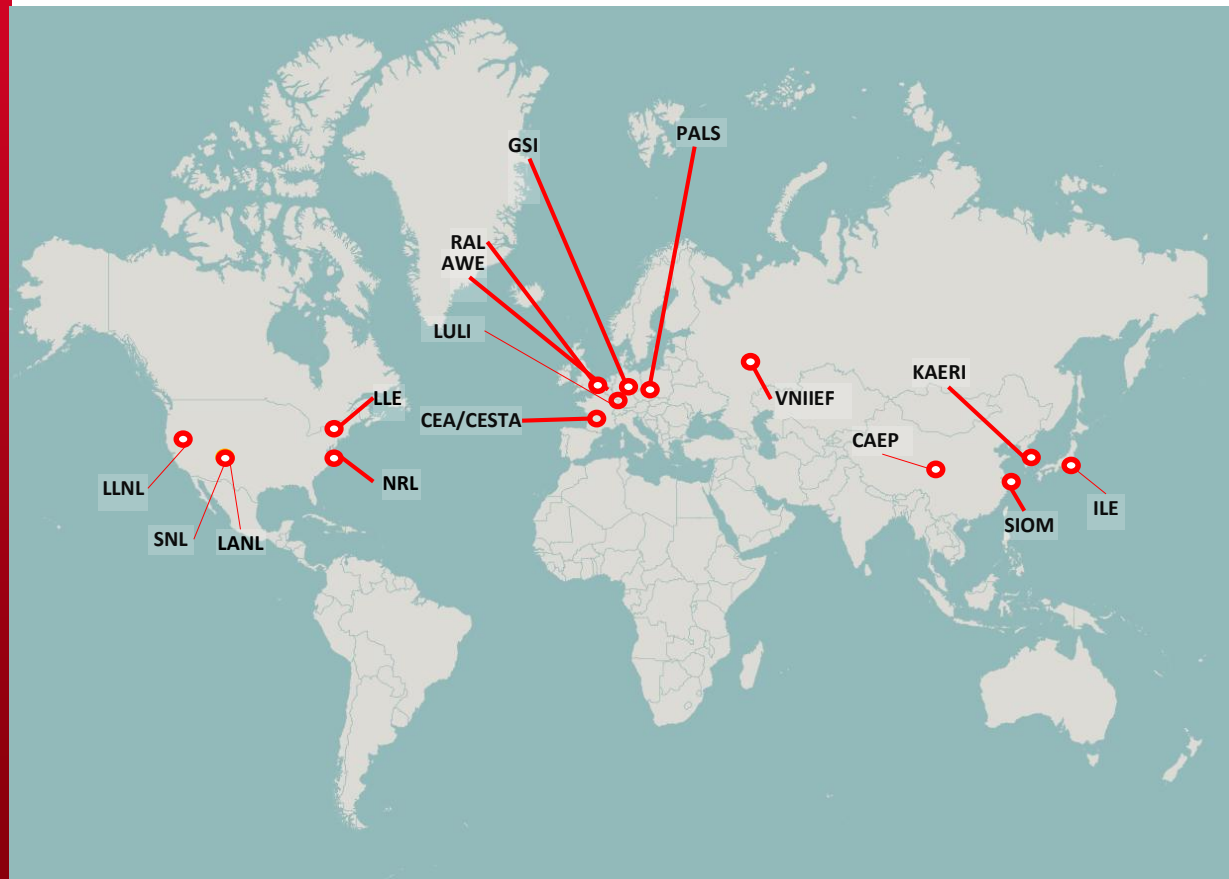 PALS
GSI
RAL
AWE
LULI
VNIIEF
KAERI
LLE
CEA/CESTA
CAEP
NRL
LLNL
ILE
SIOM
SNL
LANL